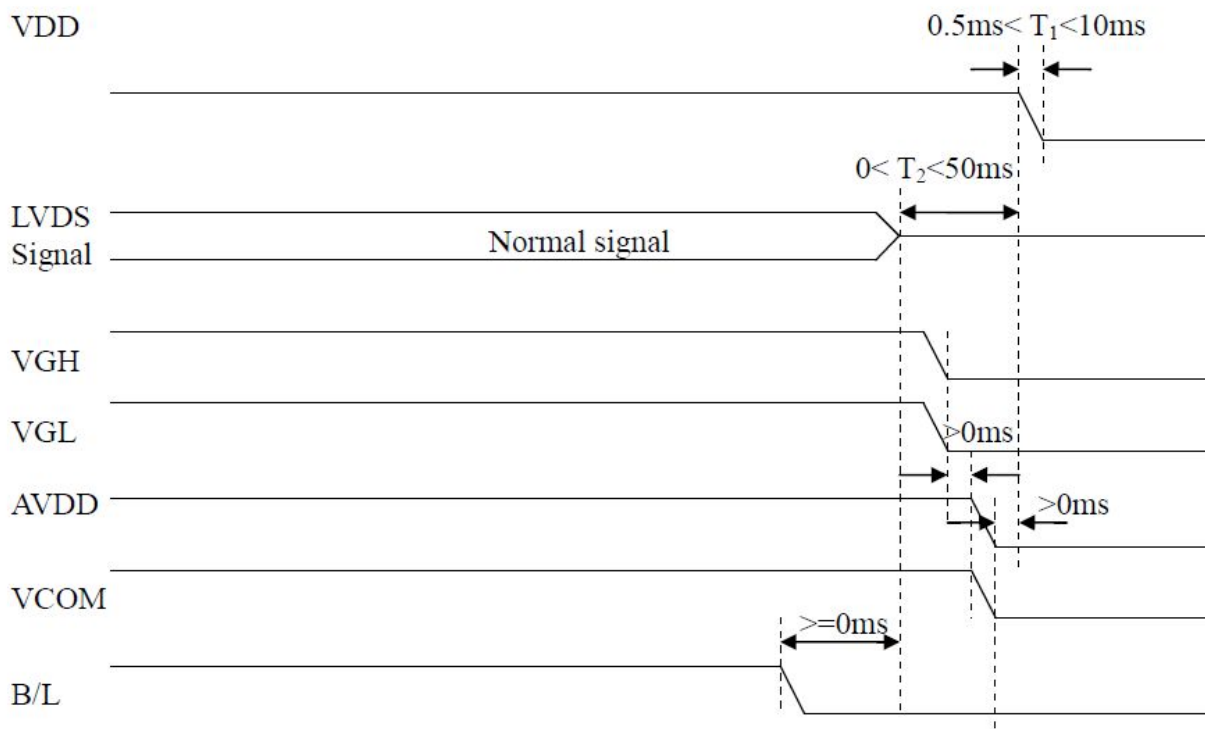 VDD
0.5ms< T₁<10ms
0< T₂<50ms
LVDS
Signal
Normal signal
VGH
VGL
>0ms
AVDD
>0ms
VCOM
>=0ms
B/L